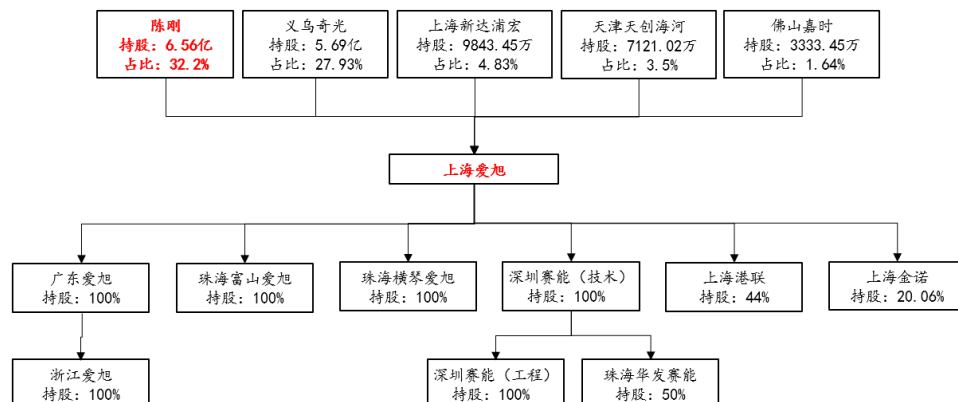 陈刚
持股：6.56亿
占比：32.2%
义乌奇光
持股：5.69亿
占比：27.93%
上海新达浦宏
持股：9843.45万
占比：4.83%
天津天创海河
持股：7121.02万
占比：3.5%
佛山嘉时
持股：3333.45万
占比：1.64%
上海爱旭
广东爱旭
持股：100%
珠海富山爱旭
持股：100%
珠海横琴爱旭
持股：100%
深圳赛能（技术）
持股：100%
上海港联
持股：44%
上海金诺
持股：20.06%
浙江爱旭
持股：100%
深圳赛能（工程）
持股：100%
珠海华发赛能
持股：50%